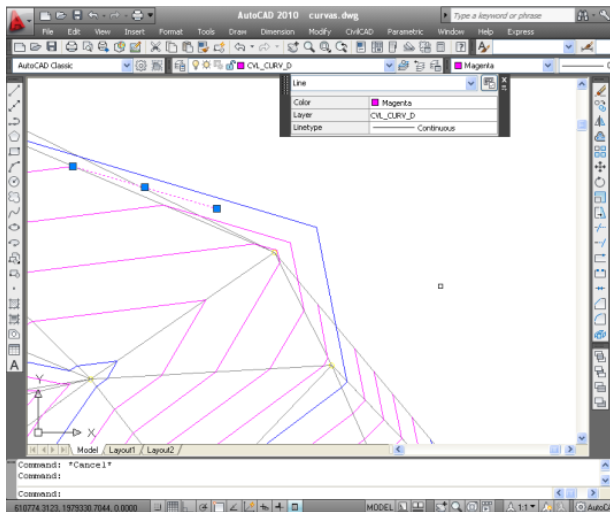 AutoCAD 2010 curvas.dwg
Type a keyword or phrase
File Edit View Insert Format Tools Draw Dimension CivilCAD Parametric Window Help Express
AutoCAD Classic
CVL_CURV_D
Magenta
Line
Color Magenta
Layer CVL_CURV_D
Linetype Continuous
A
Y
X
Model Layout1 Layout2
Command: *Cancel*
Command:
Command:
610774.3123, 1979330.7044, 0.0000 MODEL 1:1 AutoC